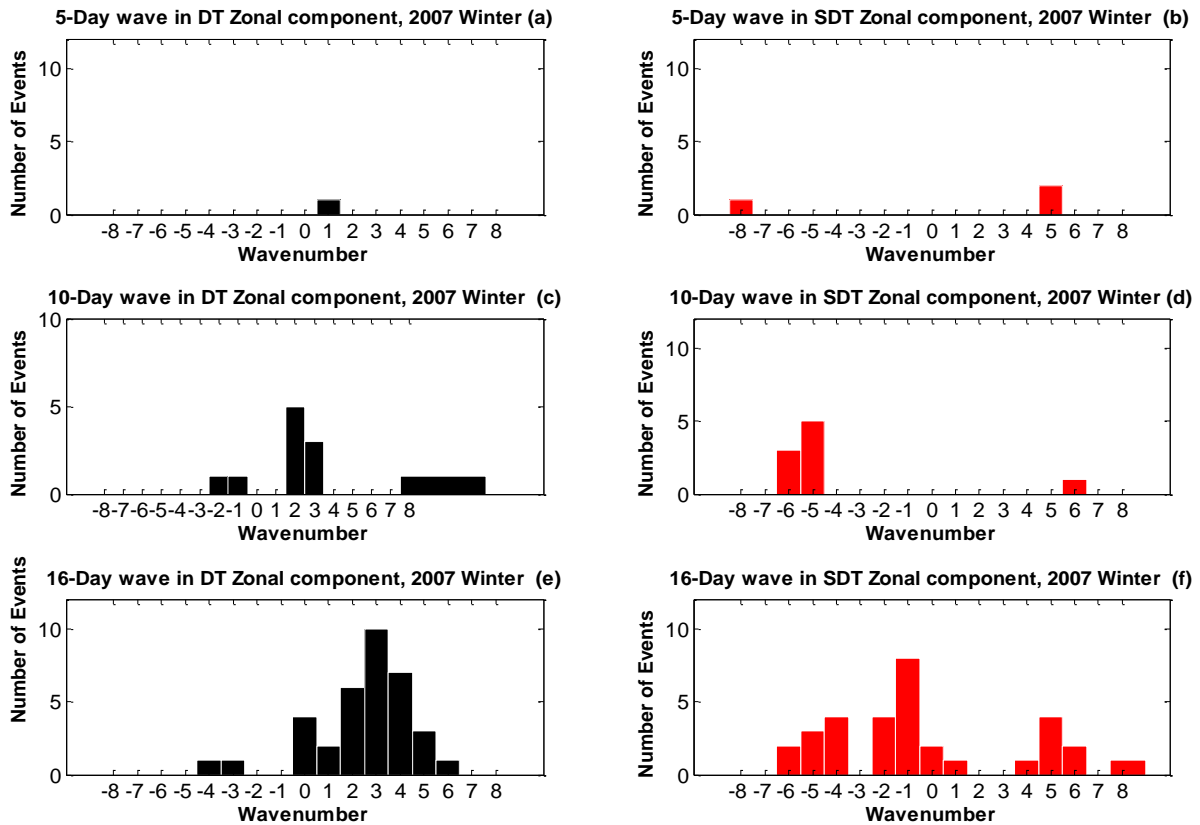 5-Day wave in DT Zonal component, 2007 Winter (a)
Number of Events
10
5
0
-8 -7 -6 -5 -4 -3 -2 -1 0 1 2 3 4 5 6 7 8
Wavenumber
5-Day wave in SDT Zonal component, 2007 Winter (b)
Number of Events
10
5
0
-8 -7 -6 -5 -4 -3 -2 -1 0 1 2 3 4 5 6 7 8
Wavenumber
10-Day wave in DT Zonal component, 2007 Winter (c)
Number of Events
10
5
0
-8 -7 -6 -5 -4 -3 -2 -1 0 1 2 3 4 5 6 7 8
Wavenumber
10-Day wave in SDT Zonal component, 2007 Winter (d)
Number of Events
10
5
0
-8 -7 -6 -5 -4 -3 -2 -1 0 1 2 3 4 5 6 7 8
Wavenumber
16-Day wave in DT Zonal component, 2007 Winter (e)
Number of Events
10
5
0
-8 -7 -6 -5 -4 -3 -2 -1 0 1 2 3 4 5 6 7 8
Wavenumber
16-Day wave in SDT Zonal component, 2007 Winter (f)
Number of Events
10
5
0
-8 -7 -6 -5 -4 -3 -2 -1 0 1 2 3 4 5 6 7 8
Wavenumber